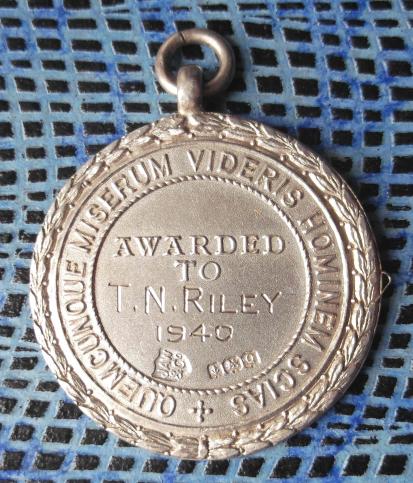 QUEMCUNQUE MISERUM VIDERIS HOMINEM SCIAS +
AWARDED
TO
T. N. RILEY
1940